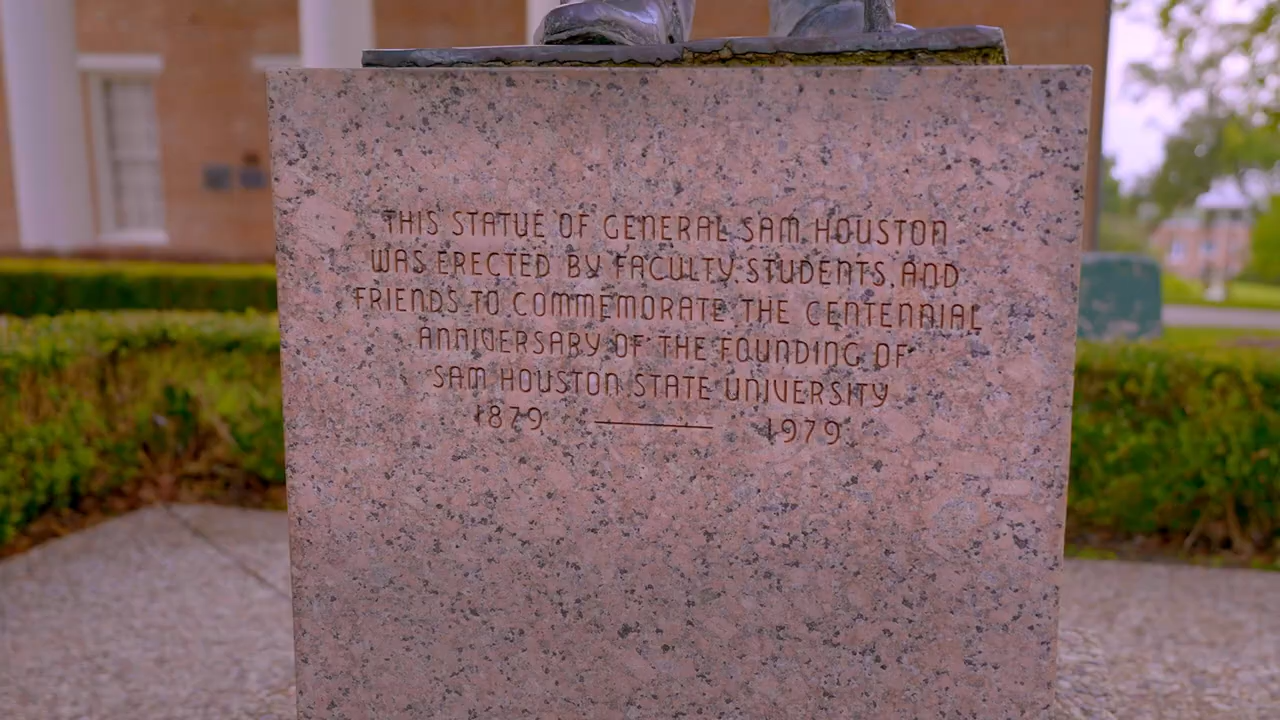 THIS STATUE OF GENERAL SAM HOUSTON
WAS ERECTED BY FACULTY, STUDENTS, AND
FRIENDS TO COMMEMORATE THE CENTENNIAL
ANNIVERSARY OF THE FOUNDING OF
SAM HOUSTON STATE UNIVERSITY
1879 — 1979